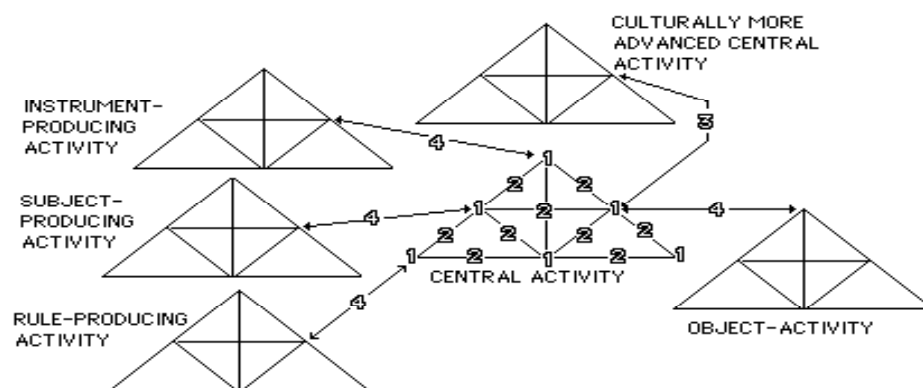 CULTURALLY MORE
ADVANCED CENTRAL
ACTIVITY
INSTRUMENT-
PRODUCING
ACTIVITY
3
4
1
2 2
SUBJECT-
PRODUCING
ACTIVITY
4
1 2 1
4
2 2 2 2
1 2 1 2 1
CENTRAL ACTIVITY
4
RULE-PRODUCING
ACTIVITY
OBJECT-ACTIVITY